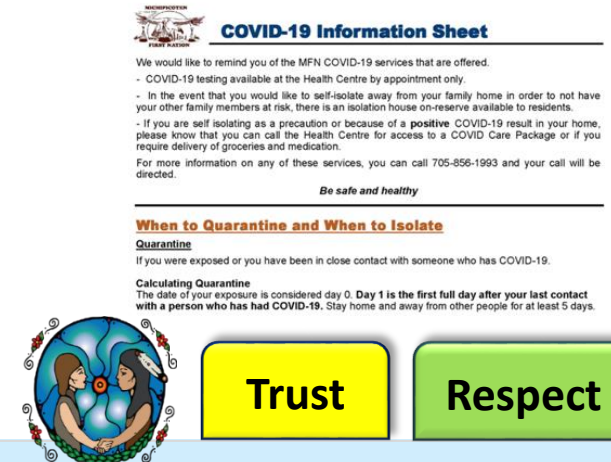 MICHIPICOTEN
FIRST NATION
COVID-19 Information Sheet
We would like to remind you of the MFN COVID-19 services that are offered.
- COVID-19 testing available at the Health Centre by appointment only.
- In the event that you would like to self-isolate away from your family home in order to not have
your other family members at risk, there is an isolation house on-reserve available to residents.
- If you are self isolating as a precaution or because of a positive COVID-19 result in your home,
please know that you can call the Health Centre for access to a COVID Care Package or if you
require delivery of groceries and medication.
For more information on any of these services, you can call 705-856-1993 and your call will be
directed.
Be safe and healthy
When to Quarantine and When to Isolate
Quarantine
If you were exposed or you have been in close contact with someone who has COVID-19.
Calculating Quarantine
The date of your exposure is considered day 0. Day 1 is the first full day after your last contact
with a person who has had COVID-19. Stay home and away from other people for at least 5 days.
Trust
Respect